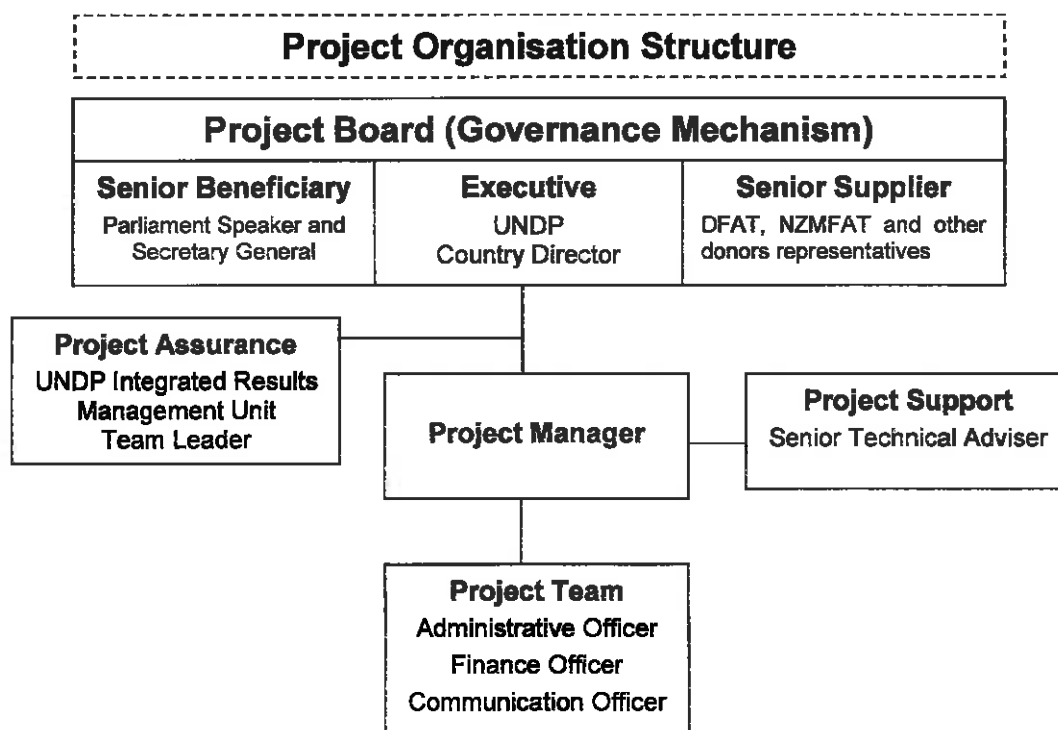 Project Organisation Structure
Project Board (Governance Mechanism)
Senior Beneficiary
Parliament Speaker and
Secretary General
Executive
UNDP
Country Director
Senior Supplier
DFAT, NZMFAT and other
donors representatives
Project Assurance
UNDP Integrated Results
Management Unit
Team Leader
Project Manager
Project Support
Senior Technical Adviser
Project Team
Administrative Officer
Finance Officer
Communication Officer